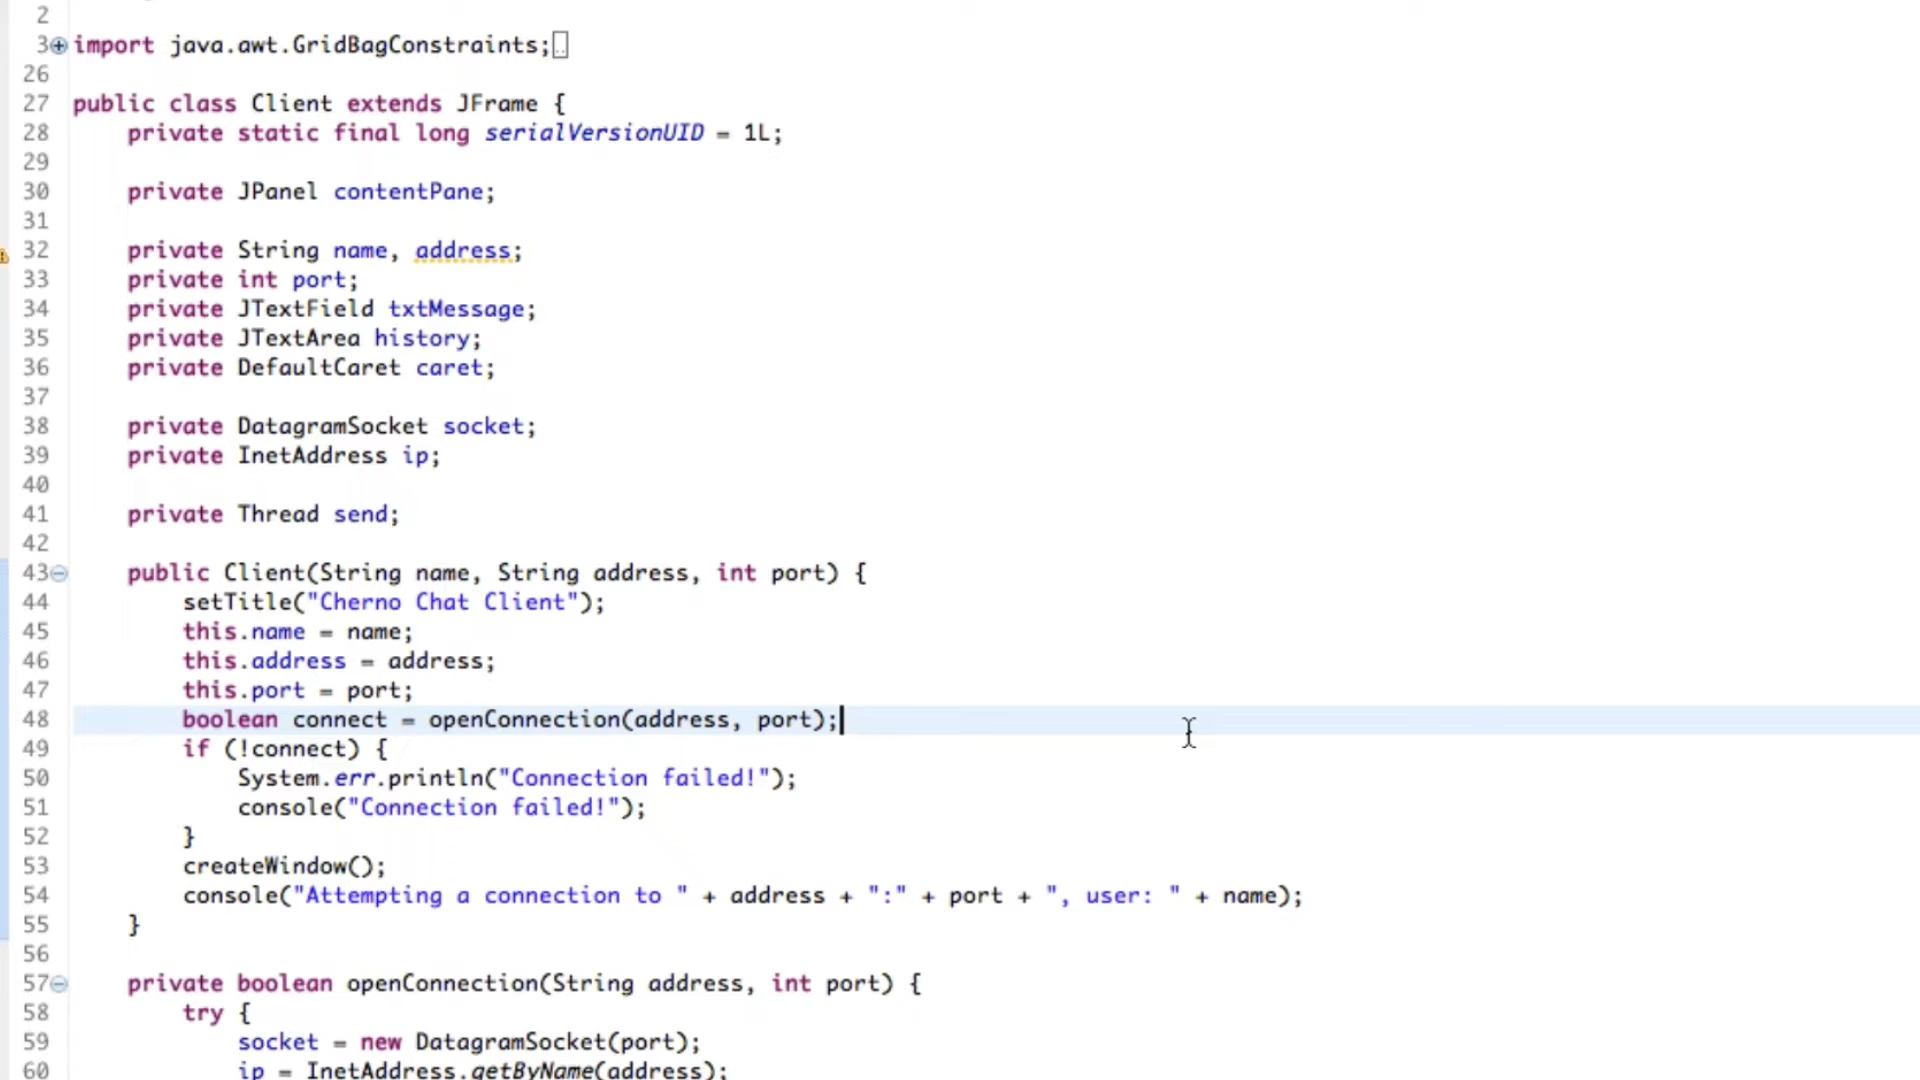 2
3 import java.awt.GridBagConstraints;
26
27 public class Client extends JFrame {
28 private static final long serialVersionUID = 1L;
29
30 private JPanel contentPane;
31
32 private String name, address;
33 private int port;
34 private JTextField txtMessage;
35 private JTextArea history;
36 private DefaultCaret caret;
37
38 private DatagramSocket socket;
39 private InetAddress ip;
40
41 private Thread send;
42
43 public Client(String name, String address, int port) {
44 setTitle("Cherno Chat Client");
45 this.name = name;
46 this.address = address;
47 this.port = port;
48 boolean connect = openConnection(address, port);
49 if (!connect) {
50 System.err.println("Connection failed!");
51 console("Connection failed!");
52 }
53 createWindow();
54 console("Attempting a connection to " + address + ":" + port + ", user: " + name);
55 }
56
57 private boolean openConnection(String address, int port) {
58 try {
59 socket = new DatagramSocket(port);
60 ip = InetAddress.getByName(address);